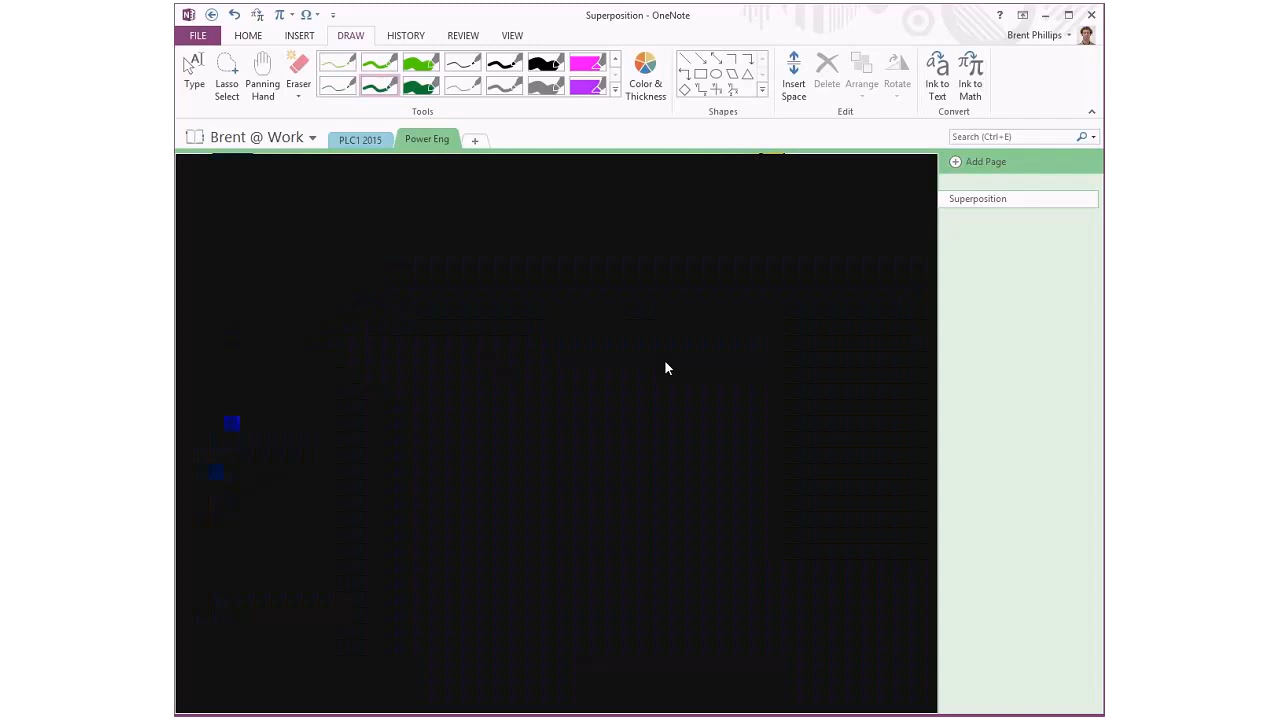 Superposition - OneNote
?
FILE HOME INSERT DRAW HISTORY REVIEW VIEW
Brent Phillips
Type
Lasso Select
Panning Hand
Eraser
Color & Thickness
Insert Space
Delete
Arrange
Rotate
Ink to Text
Ink to Math
Tools
Shapes
Edit
Convert
Brent @ Work
PLC1 2015
Power Eng
Search (Ctrl+E)
Add Page
Superposition